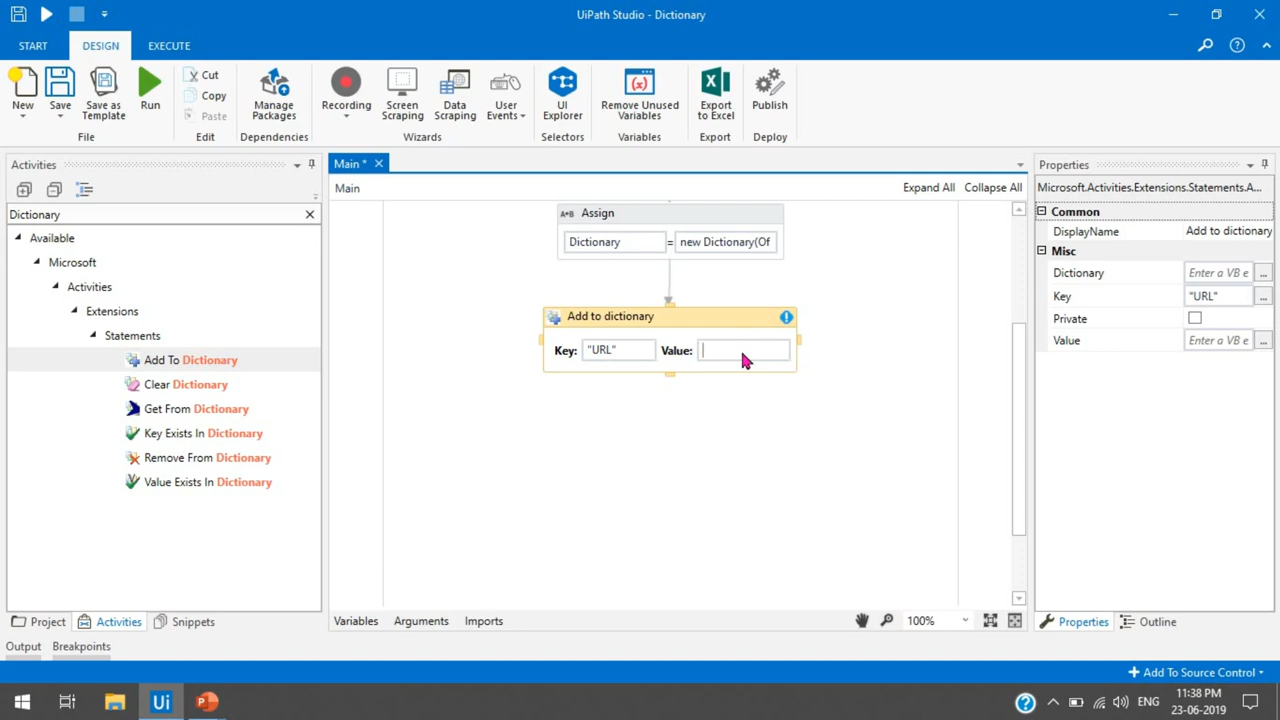 UiPath Studio - Dictionary
START DESIGN EXECUTE
New Save Save as Template Run
Cut
Copy
Paste
Manage Packages
Recording Screen Scraping Data Scraping User Events
UI Explorer
Remove Unused Variables
Export to Excel
Publish
File Edit Dependencies Wizards Selectors Variables Export Deploy
Activities
Dictionary
Available
Microsoft
Activities
Extensions
Statements
Add To Dictionary
Clear Dictionary
Get From Dictionary
Key Exists In Dictionary
Remove From Dictionary
Value Exists In Dictionary
Project Activities Snippets
Main *
Main Expand All Collapse All
A*B Assign
Dictionary = new Dictionary(Of
Add to dictionary
Key: "URL" Value:
Variables Arguments Imports 100%
Properties
Microsoft.Activities.Extensions.Statements.A...
Common
DisplayName Add to dictionary
Misc
Dictionary Enter a VB e ...
Key "URL" ...
Private
Value Enter a VB e ...
Properties Outline
Output Breakpoints
Add To Source Control
Ui P ENG 11:38 PM
23-06-2019